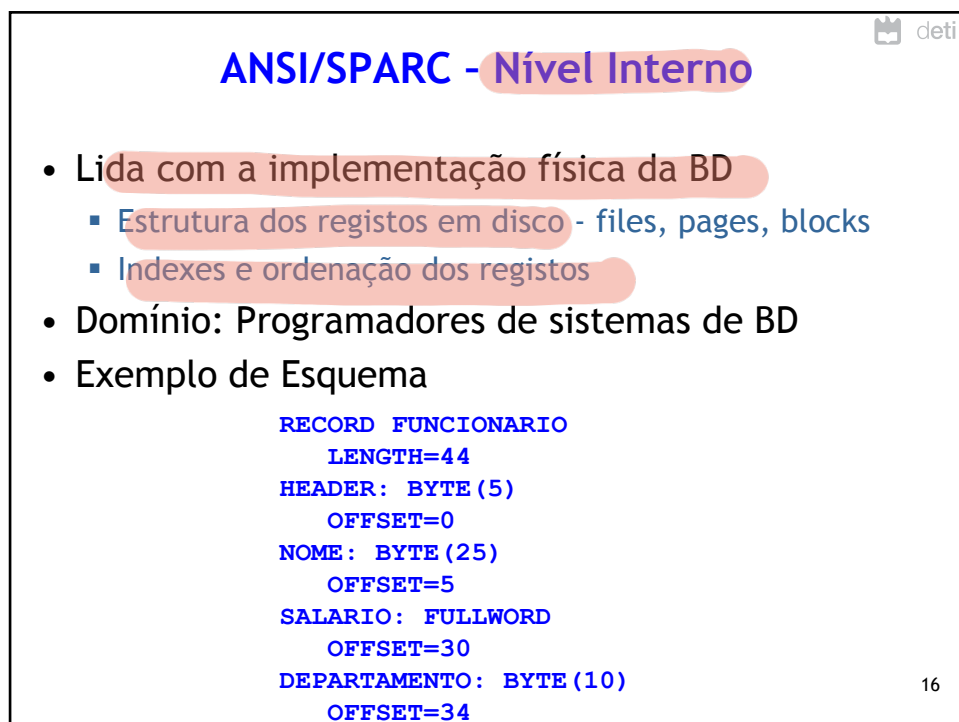 deti
ANSI/SPARC – Nível Interno
• Lida com a implementação física da BD
▪ Estrutura dos registos em disco - files, pages, blocks
▪ Indexes e ordenação dos registos
• Domínio: Programadores de sistemas de BD
• Exemplo de Esquema
RECORD FUNCIONARIO
LENGTH=44
HEADER: BYTE(5)
OFFSET=0
NOME: BYTE(25)
OFFSET=5
SALARIO: FULLWORD
OFFSET=30
DEPARTAMENTO: BYTE(10)
OFFSET=34
16